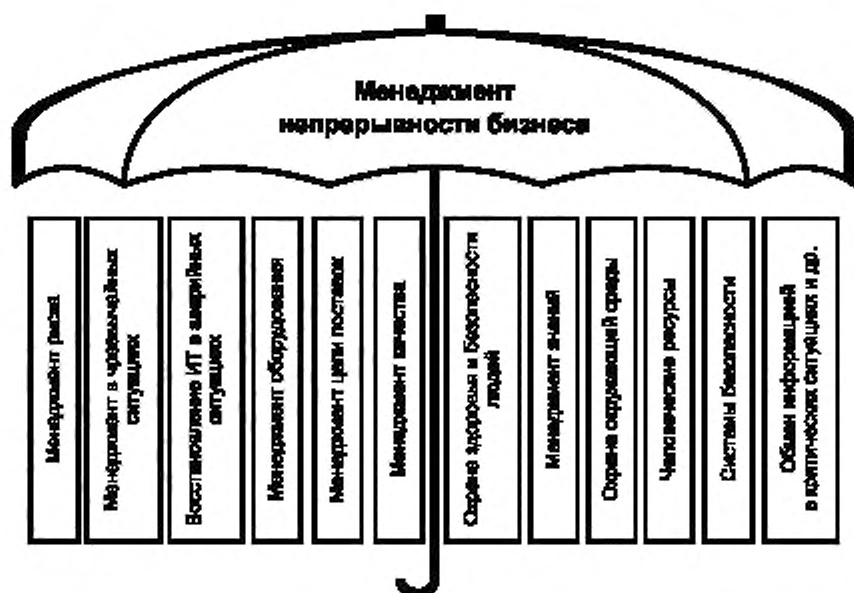 Менеджмент
непрерывности бизнеса
Менеджмент риска
Менеджмент в чрезвычайных
ситуациях
Восстановление ИТ в аварийных
ситуациях
Менеджмент оборудования
Менеджмент цепи поставок
Менеджмент качества
Охрана здоровья и безопасности
людей
Менеджмент знаний
Охрана окружающей среды
Человеческие ресурсы
Системы безопасности
Обмен информацией
в критических ситуациях и др.